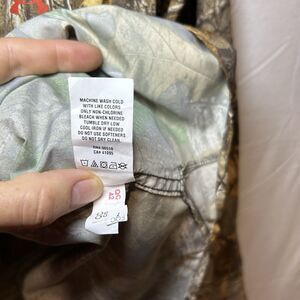 MACHINE WASH COLD
WITH LIKE COLORS
ONLY NON-CHLORINE
BLEACH WHEN NEEDED
TUMBLE DRY LOW
COOL IRON IF NEEDED
DO NOT USE SOFTENERS
DO NOT DRY CLEAN